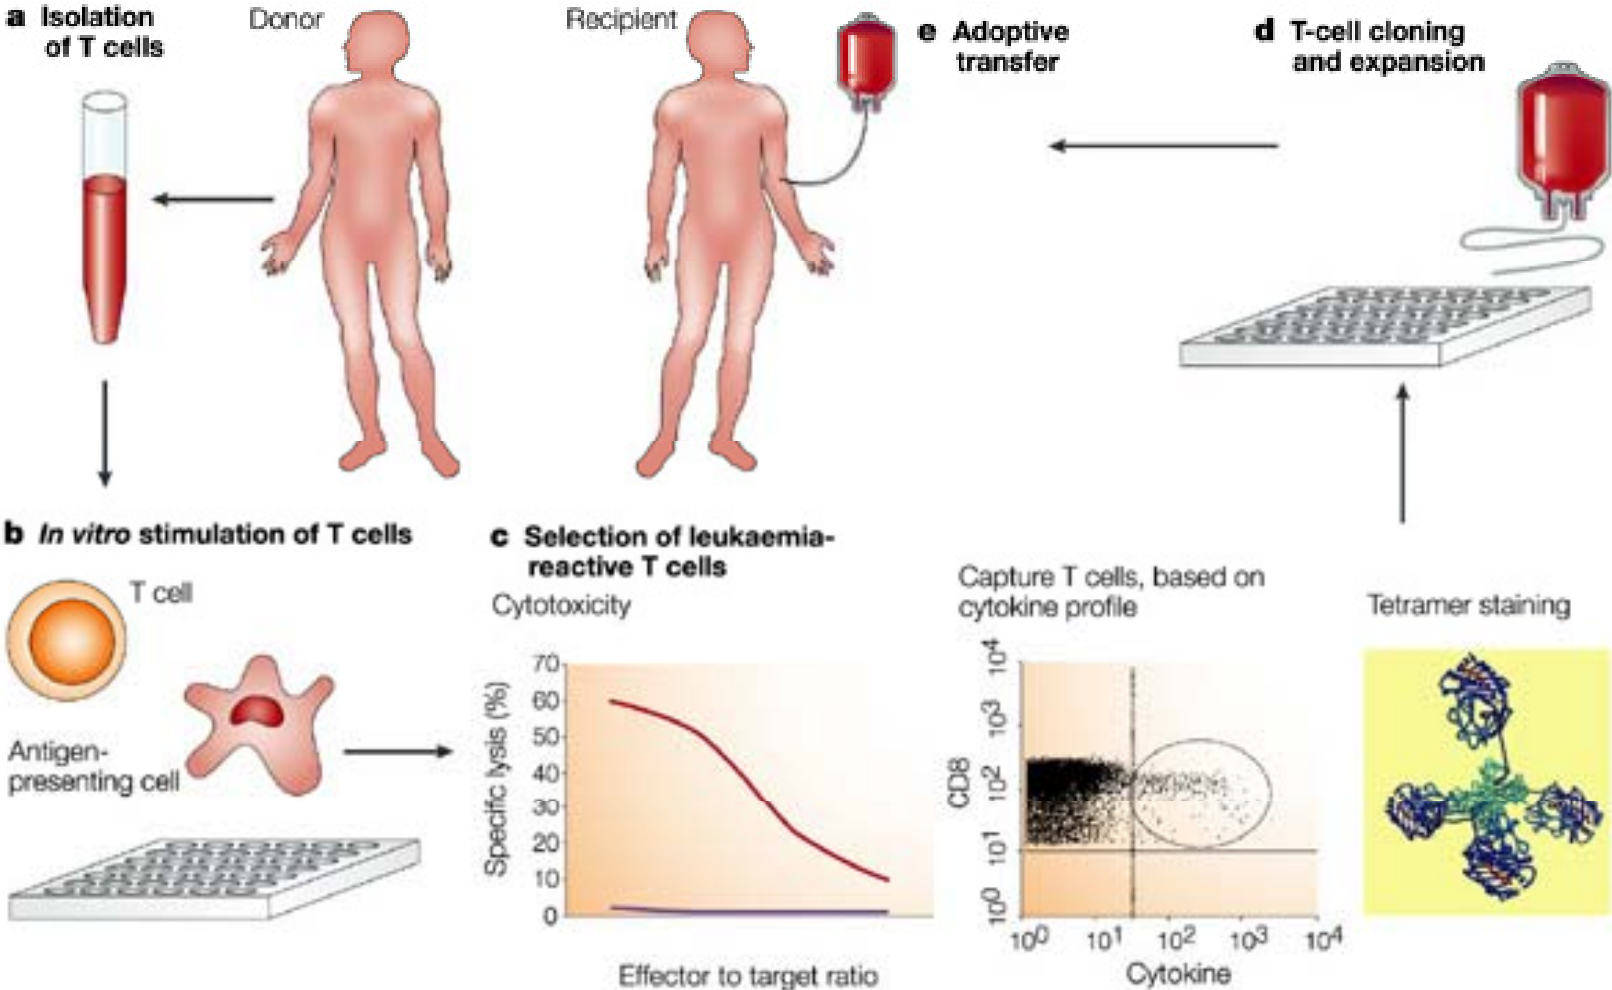 a Isolation
of T cells
Donor
Recipient
e Adoptive
transfer
d T-cell cloning
and expansion
b In vitro stimulation of T cells
T cell
Antigen-
presenting cell
c Selection of leukaemia-
reactive T cells
Cytotoxicity
Specific lysis (%)
70
60
50
40
30
20
10
0
Effector to target ratio
Capture T cells, based on
cytokine profile
CD8
10⁴
10³
10²
10¹
10⁰
10⁰ 10¹ 10² 10³ 10⁴
Cytokine
Tetramer staining